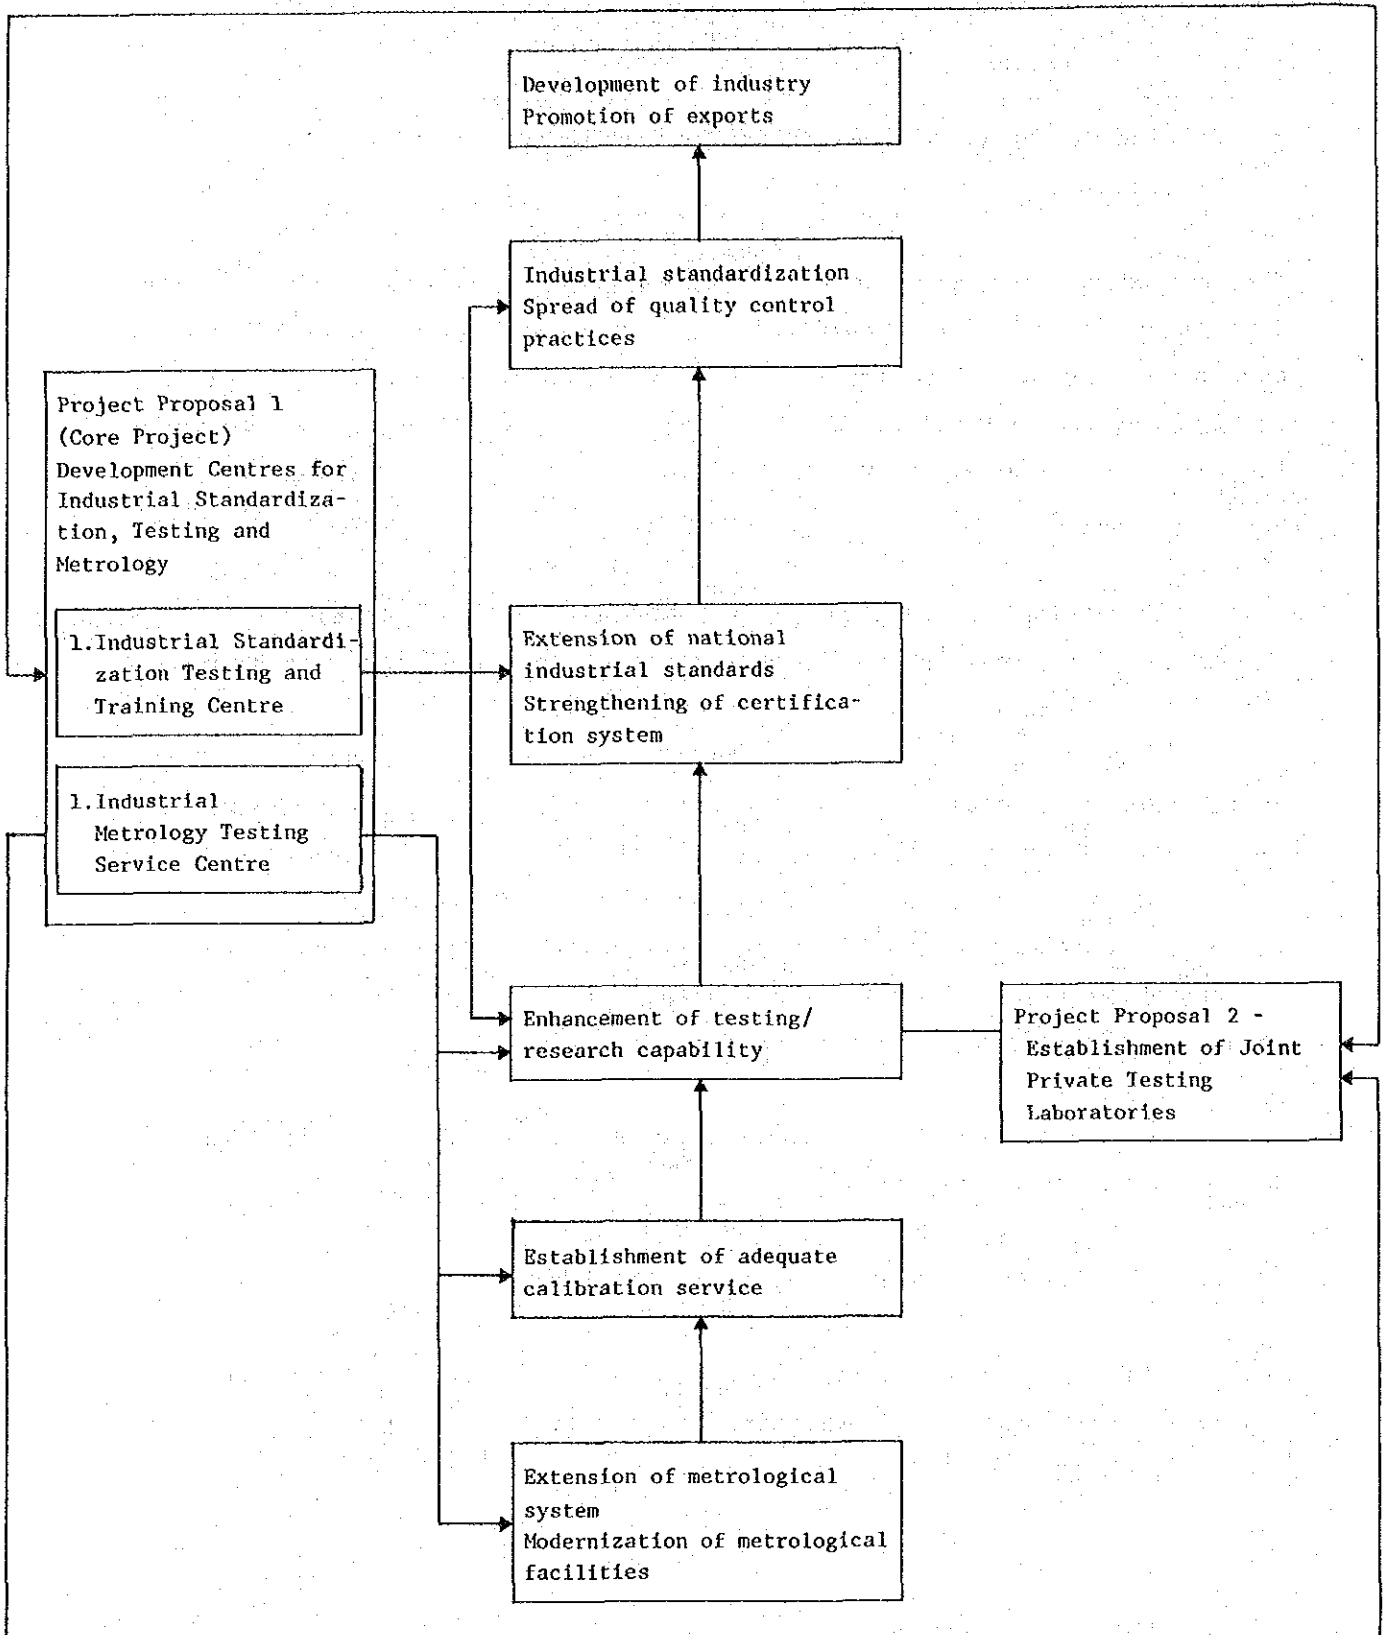 Development of industry
Promotion of exports
Industrial standardization
Spread of quality control
practices
Project Proposal 1
(Core Project)
Development Centres for
Industrial Standardiza-
tion, Testing and
Metrology
1.Industrial Standardi-
zation Testing and
Training Centre
1.Industrial
Metrology Testing
Service Centre
Extension of national
industrial standards
Strengthening of certifica-
tion system
Enhancement of testing/
research capability
Project Proposal 2 -
Establishment of Joint
Private Testing
Laboratories
Establishment of adequate
calibration service
Extension of metrological
system
Modernization of metrological
facilities